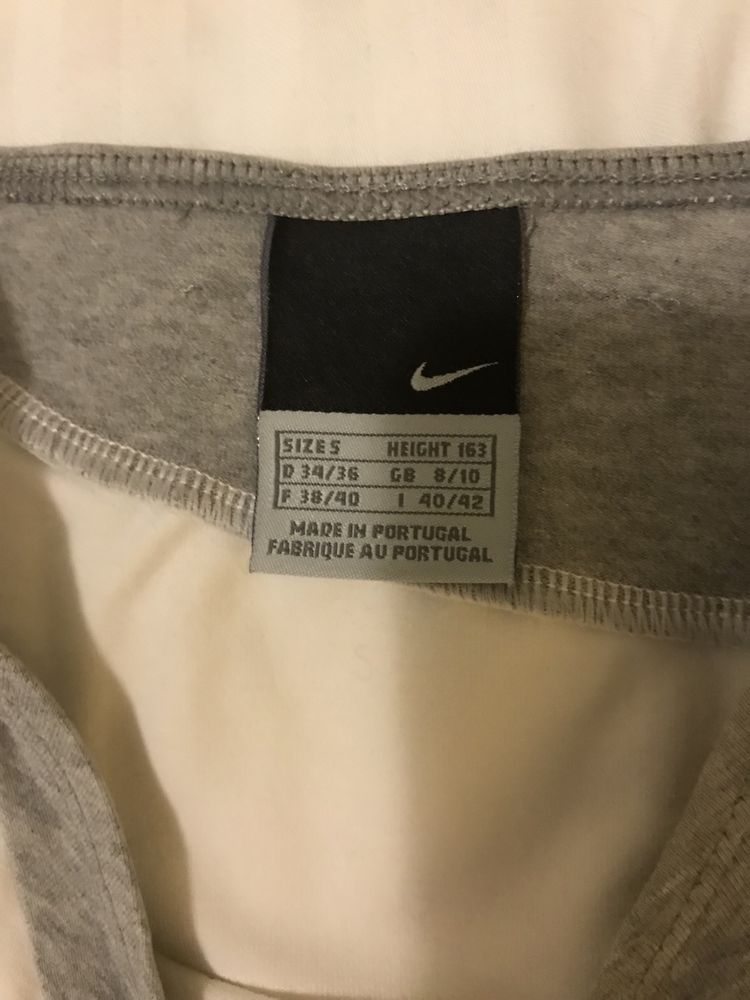 SIZE S HEIGHT 163
D 34/36 GB 8/10
F 38/40 I 40/42
MADE IN PORTUGAL
FABRIQUE AU PORTUGAL